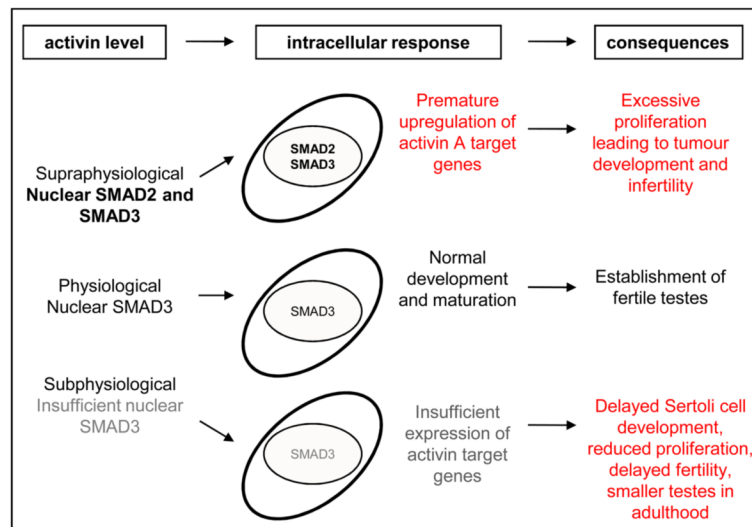 activin level
intracellular response
consequences
Supraphysiological
Nuclear SMAD2 and
SMAD3
SMAD2
SMAD3
Premature
upregulation of
activin A target
genes
Excessive
proliferation
leading to tumour
development and
infertility
Physiological
Nuclear SMAD3
SMAD3
Normal
development
and maturation
Establishment of
fertile testes
Subphysiological
Insufficient nuclear
SMAD3
SMAD3
Insufficient
expression of
activin target
genes
Delayed Sertoli cell
development,
reduced proliferation,
delayed fertility,
smaller testes in
adulthood